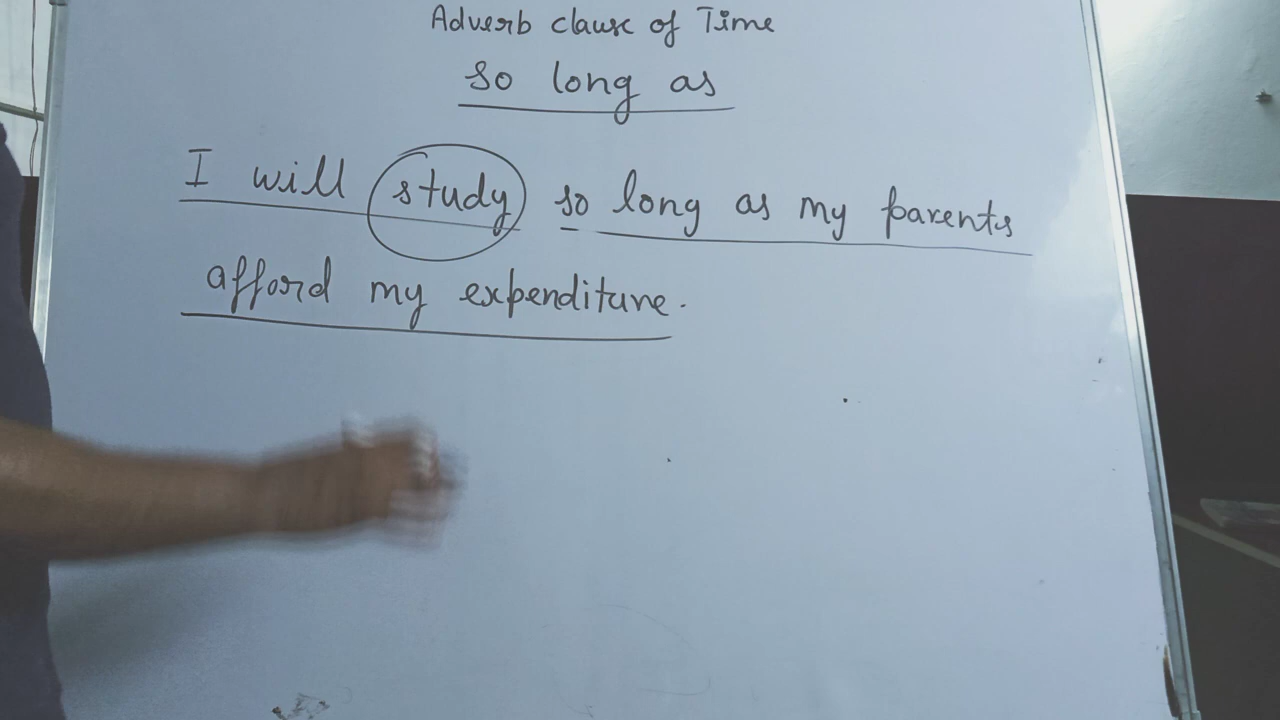 Adverb clause of Time
so long as
I will study so long as my parents
afford my expenditure.